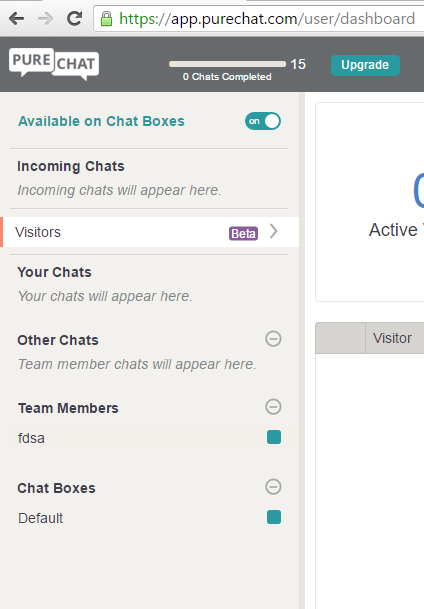 https://app.purechat.com/user/dashboard
PURE CHAT
15
0 Chats Completed
Upgrade
Available on Chat Boxes
on
Incoming Chats
Incoming chats will appear here.
Visitors
Beta
Your Chats
Your chats will appear here.
Other Chats
Team member chats will appear here.
Team Members
fdsa
Chat Boxes
Default
Active
Visitor